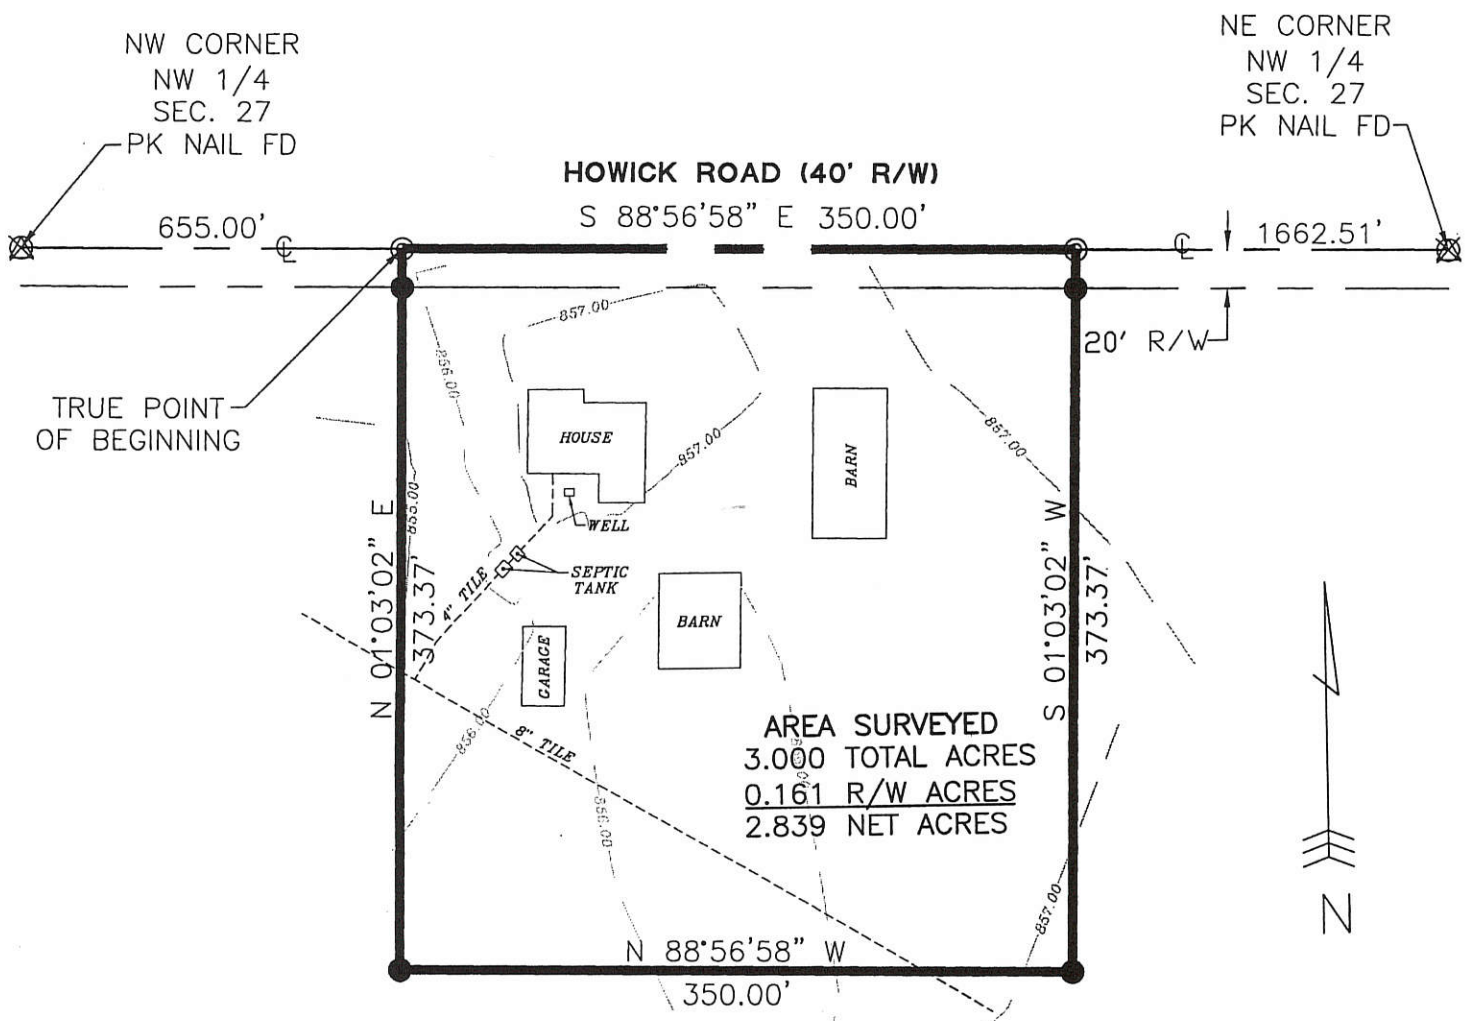 NW CORNER
NW 1/4
SEC. 27
PK NAIL FD
NE CORNER
NW 1/4
SEC. 27
PK NAIL FD
HOWICK ROAD (40' R/W)
S 88°56'58" E 350.00'
655.00'
℄
℄
1662.51'
20' R/W
TRUE POINT
OF BEGINNING
857.00
856.00
857.00
857.00
HOUSE
BARN
WELL
855.00
SEPTIC
TANK
4" TILE
N 01°03'02" E
373.37'
S 01°03'02" W
373.37'
BARN
GARAGE
856.00
8" TILE
AREA SURVEYED
3.000 TOTAL ACRES
0.161 R/W ACRES
2.839 NET ACRES
856.00
857.00
N 88°56'58" W
350.00'
N